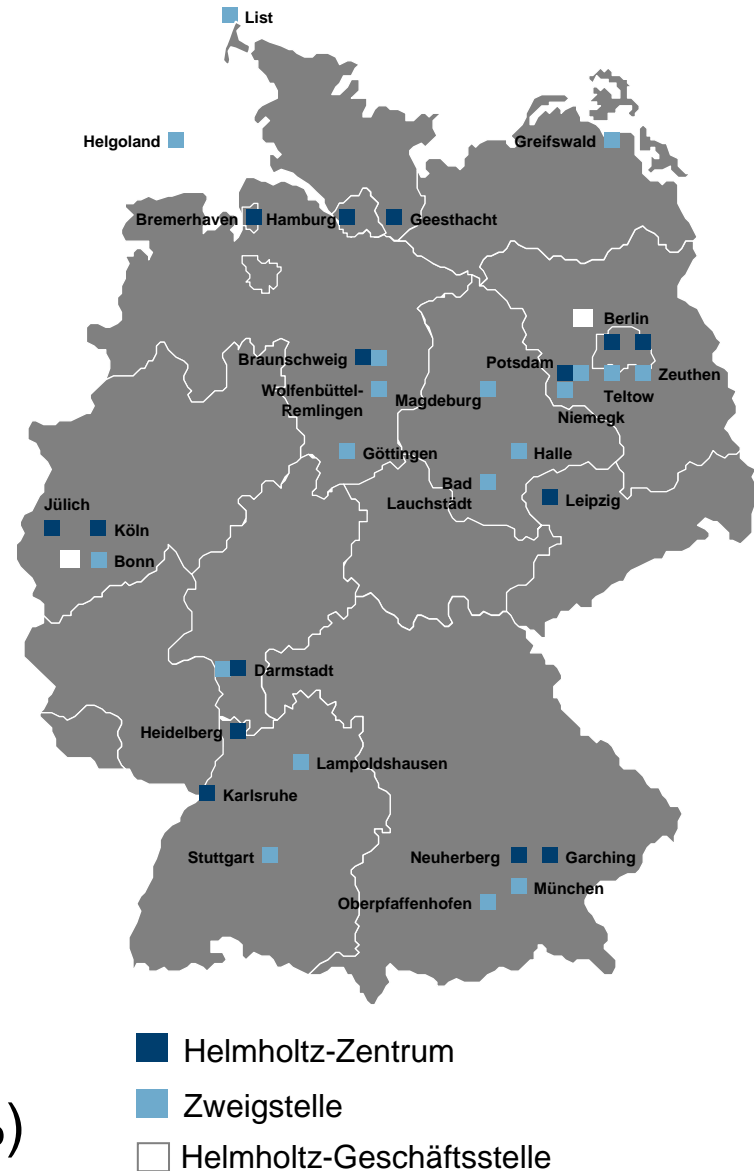 List
Helgoland
Greifswald
Bremerhaven
Hamburg
Geesthacht
Berlin
Braunschweig
Potsdam
Zeuthen
Wolfenbüttel-
Remlingen
Magdeburg
Teltow
Niemegk
Göttingen
Halle
Bad
Lauchstädt
Leipzig
Jülich
Köln
Bonn
Darmstadt
Heidelberg
Lampoldshausen
Karlsruhe
Stuttgart
Neuherberg
Garching
München
Oberpfaffenhofen
Helmholtz-Zentrum
Zweigstelle
)
Helmholtz-Geschäftsstelle